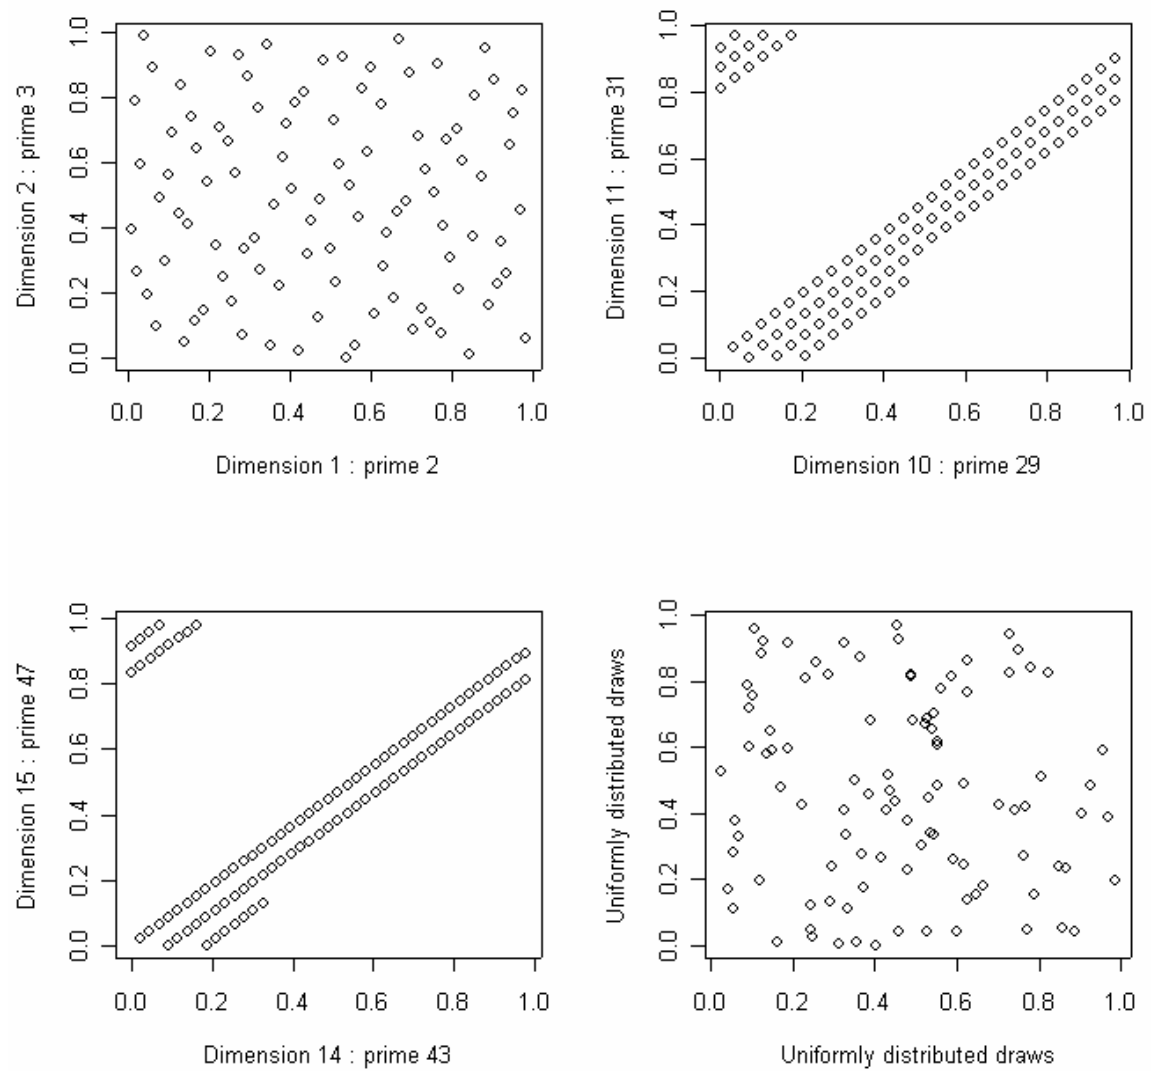 Dimension 2 : prime 3
1.0
0.8
0.6
0.4
0.2
0.0
0.0 0.2 0.4 0.6 0.8 1.0
Dimension 1 : prime 2
Dimension 11 : prime 31
1.0
0.8
0.6
0.4
0.2
0.0
0.0 0.2 0.4 0.6 0.8 1.0
Dimension 10 : prime 29
Dimension 15 : prime 47
1.0
0.8
0.6
0.4
0.2
0.0
0.0 0.2 0.4 0.6 0.8 1.0
Dimension 14 : prime 43
Uniformly distributed draws
1.0
0.8
0.6
0.4
0.2
0.0
0.0 0.2 0.4 0.6 0.8 1.0
Uniformly distributed draws